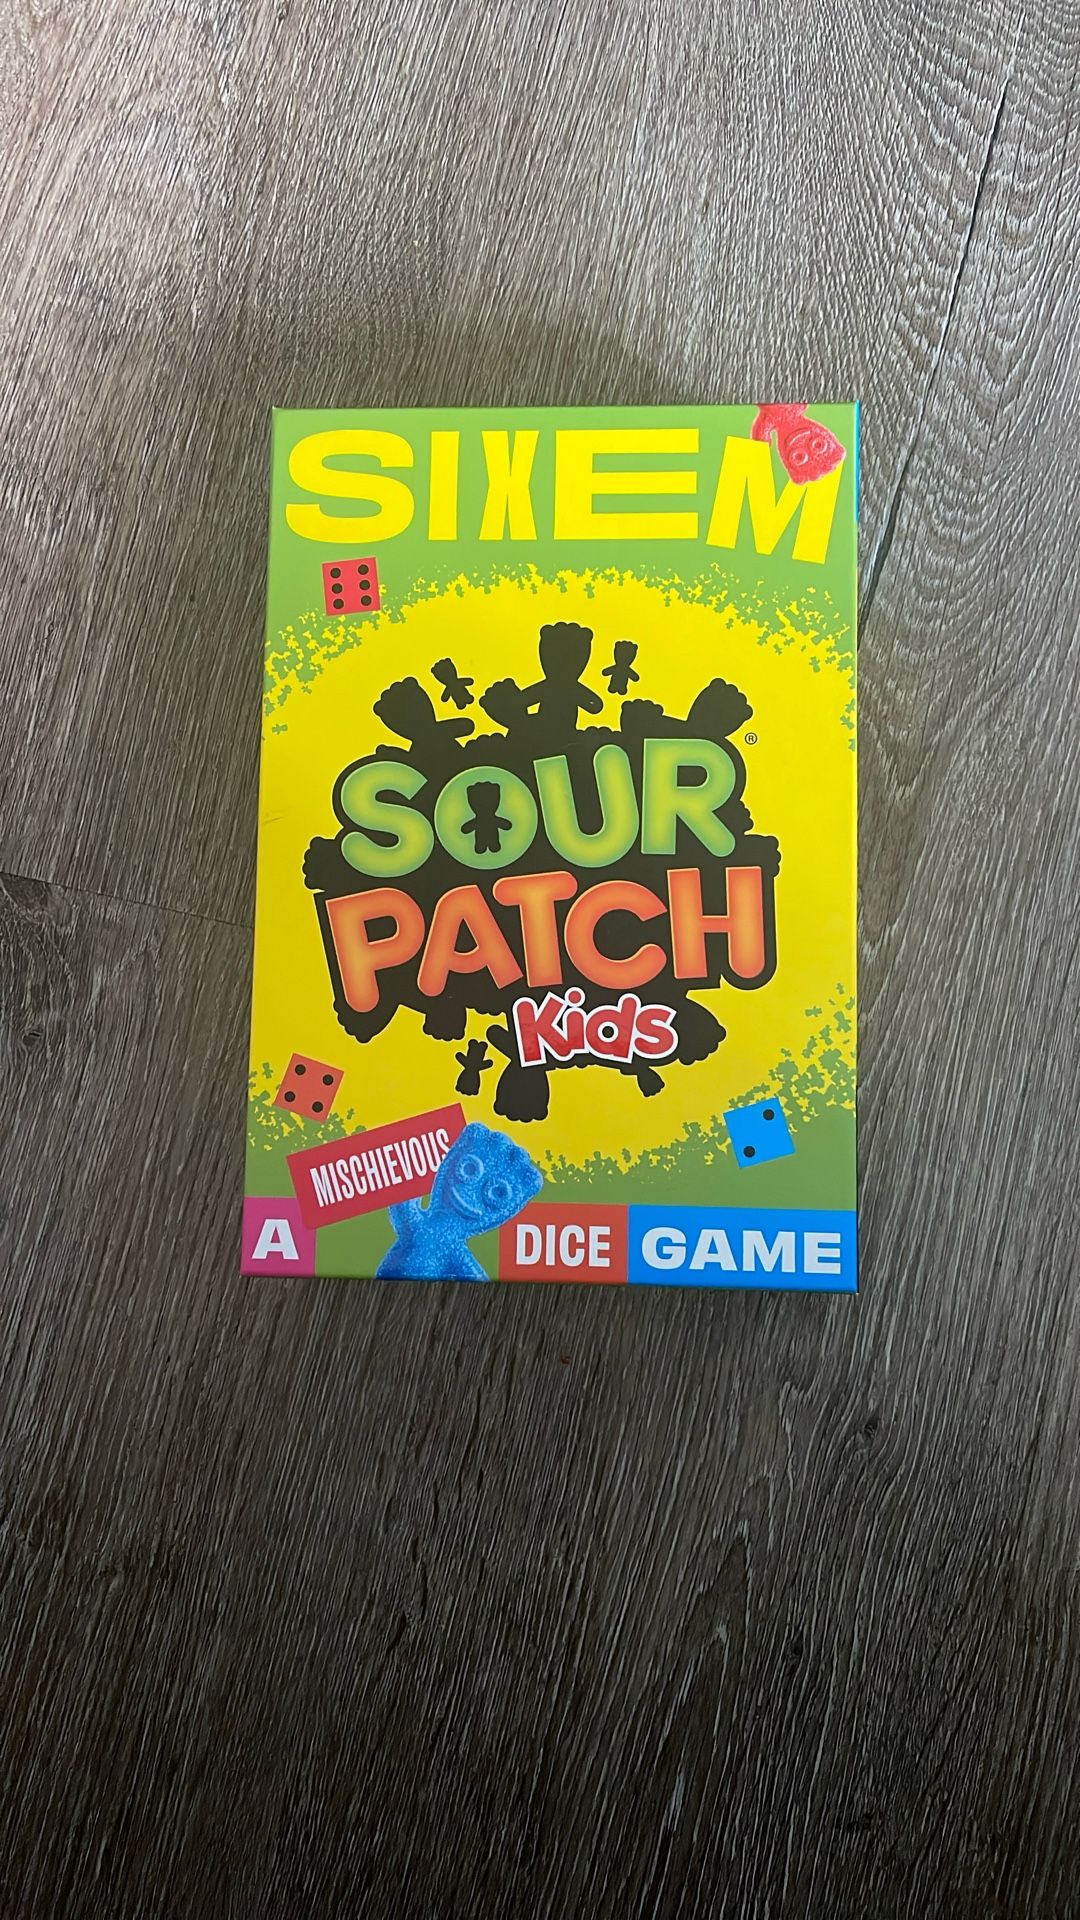 SIXEM
SOUR
PATCH
Kids
®
A MISCHIEVOUS DICE GAME